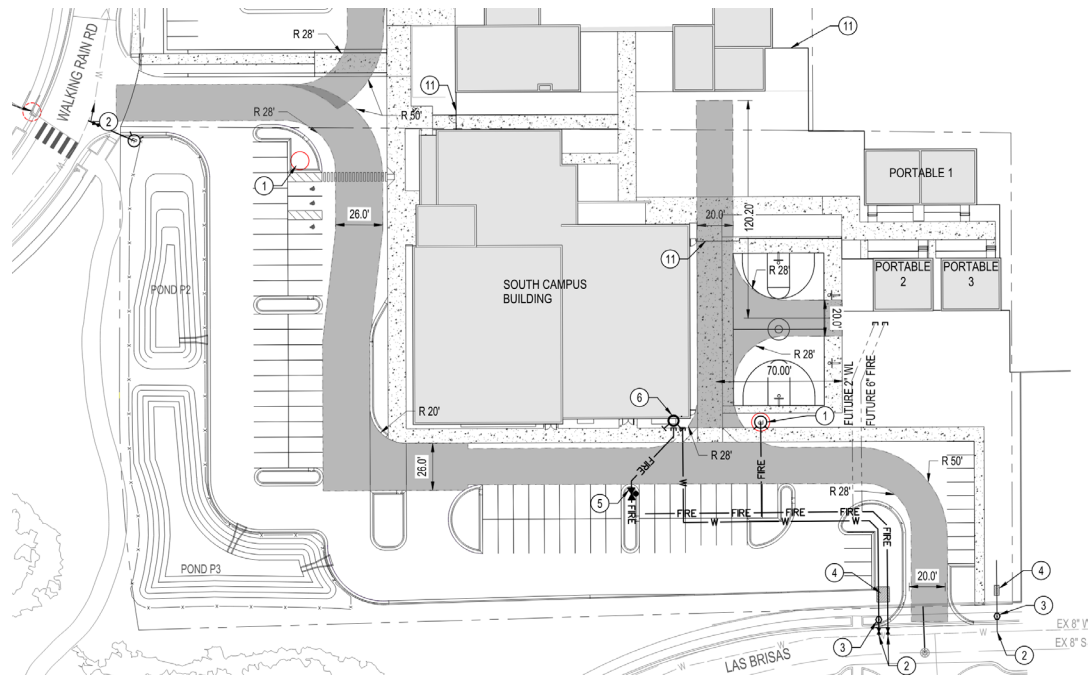 R 28'
11
WALKING RAIN RD
W
11
R 28'
R 50'
2
1
W
PORTABLE 1
26.0'
20.0'
120.20'
11
R 28'
PORTABLE
2
PORTABLE
3
SOUTH CAMPUS
BUILDING
POND P2
20.0'
R 28'
70.00'
FUTURE 2" WL
FUTURE 6" FIRE
6
1
R 20'
R 28'
26.0'
FIRE
W
FIRE
R 50'
R 28'
5
FIRE
FIRE
FIRE
FIRE
FIRE
W
W
W
FIRE
POND P3
4
20.0'
4
3
3
2
2
W
EX 8" W
EX 8" S
W
W
LAS BRISAS